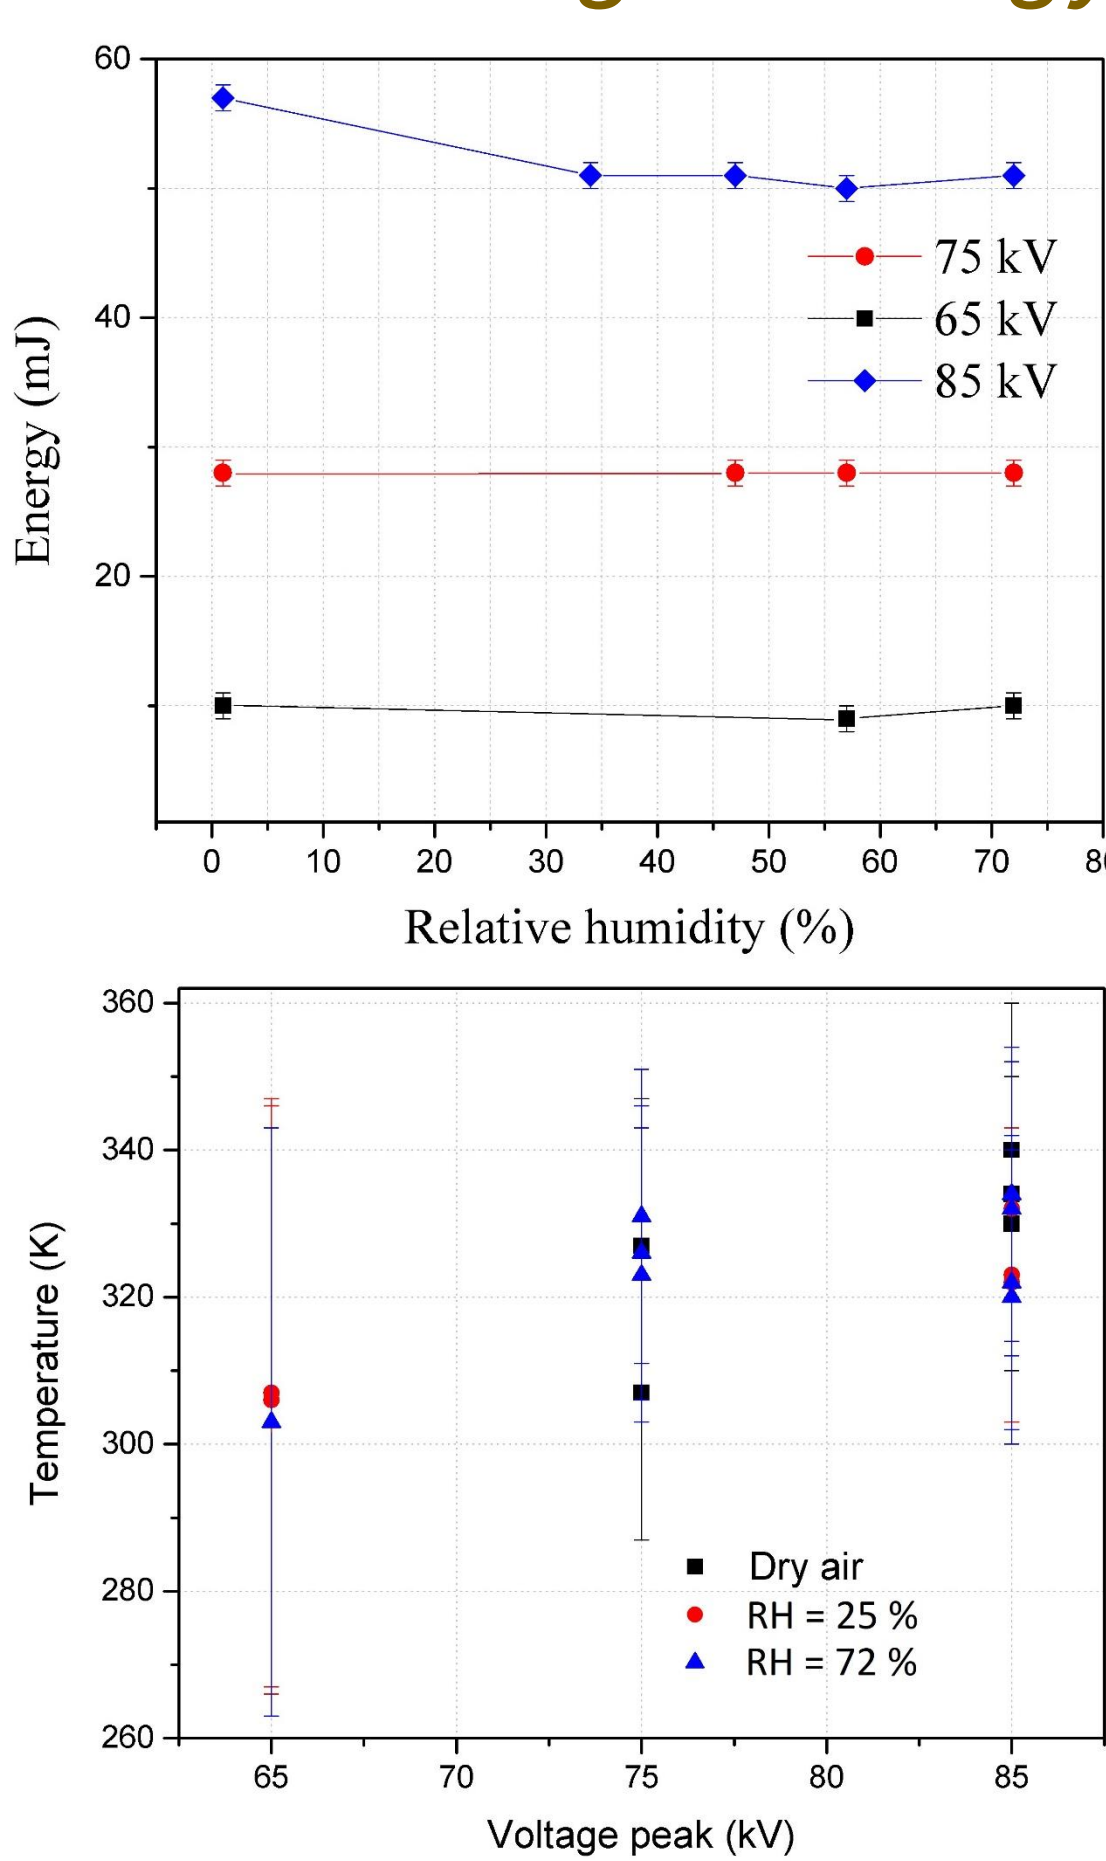 60
40
20
Energy (mJ)
75 kV
65 kV
85 kV
0 10 20 30 40 50 60 70
Relative humidity (%)
360
340
320
300
280
260
Temperature (K)
Dry air
RH = 25 %
RH = 72 %
65 70 75 80 85
Voltage peak (kV)